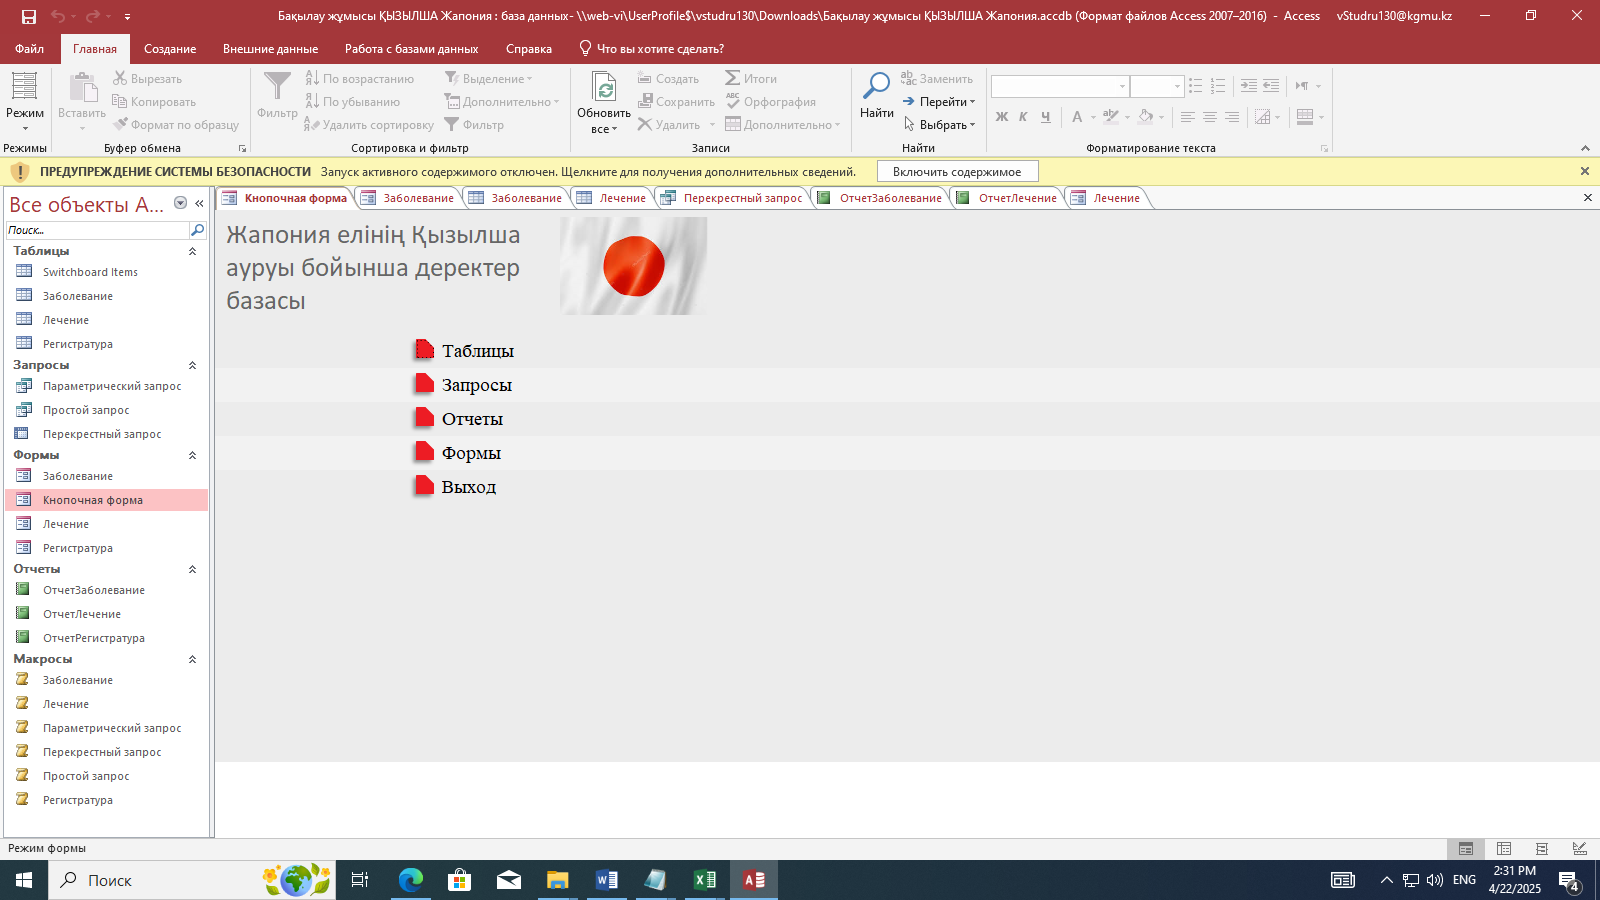 Бақылау жұмысы ҚЫЗЫЛША Жапония : база данных- \\web-vi\UserProfile$\vstudru130\Downloads\Бақылау жұмысы ҚЫЗЫЛША Жапония.accdb (Формат файлов Access 2007–2016) - Access
vStudru130@kgmu.kz
Файл Главная Создание Внешние данные Работа с базами данных Справка Что вы хотите сделать?
Режим
Режимы
Вставить
Вырезать
Копировать
Формат по образцу
Буфер обмена
Фильтр
По возрастанию
По убыванию
Удалить сортировку
Выделение
Дополнительно
Фильтр
Сортировка и фильтр
Обновить
все
Создать
Сохранить
Удалить
Итоги
Орфография
Дополнительно
Записи
Найти
Заменить
Перейти
Выбрать
Найти
Ж К Ч А
Форматирование текста
ПРЕДУПРЕЖДЕНИЕ СИСТЕМЫ БЕЗОПАСНОСТИ Запуск активного содержимого отключен. Щелкните для получения дополнительных сведений. Включить содержимое
Все объекты А...
Поиск...
Таблицы
Switchboard Items
Заболевание
Лечение
Регистратура
Запросы
Параметрический запрос
Простой запрос
Перекрестный запрос
Формы
Заболевание
Кнопочная форма
Лечение
Регистратура
Отчеты
ОтчетЗаболевание
ОтчетЛечение
ОтчетРегистратура
Макросы
Заболевание
Лечение
Параметрический запрос
Перекрестный запрос
Простой запрос
Регистратура
Кнопочная форма Заболевание Заболевание Лечение Перекрестный запрос ОтчетЗаболевание ОтчетЛечение Лечение
Жапония елінің Қызылша
ауруы бойынша деректер
базасы
Таблицы
Запросы
Отчеты
Формы
Выход
Режим формы
Поиск
ENG
2:31 PM
4/22/2025
4